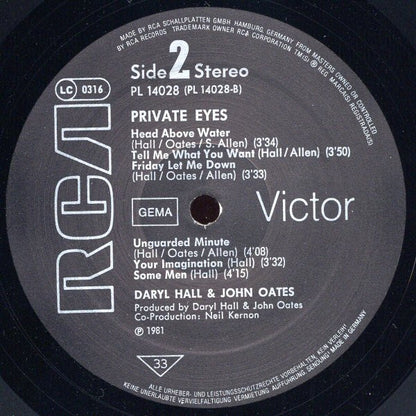 MADE BY RCA SCHALLPLATTEN GMBH HAMBURG, GERMANY FROM MASTERS OWNED OR CONTROLLED
BY RCA RECORDS TRADEMARK OWNER RCA CORPORATION TM(S) ® REG MARCA(S) REGISTRADA(S)
Side 2 Stereo
LC 0316
PL 14028 (PL 14028-B)
PRIVATE EYES
Head Above Water
(Hall / Oates / S. Allen) (3'34)
Tell Me What You Want (Hall / Allen) (3'50)
Friday Let Me Down
(Hall / Oates / Allen) (3'33)
RCA
GEMA
Victor
Unguarded Minute
(Hall / Oates / Allen) (4'08)
Your Imagination (Hall) (3'32)
Some Men (Hall) (4'15)
DARYL HALL & JOHN OATES
Produced by Daryl Hall & John Oates
Co-Production: Neil Kernon
℗ 1981
33
ALLE URHEBER- UND LEISTUNGSSCHUTZRECHTE VORBEHALTEN. KEIN VERLEIH!
KEINE UNERLAUBTE VERVIELFÄLTIGUNG, VERMIETUNG, AUFFÜHRUNG, SENDUNG!
MADE IN GERMANY